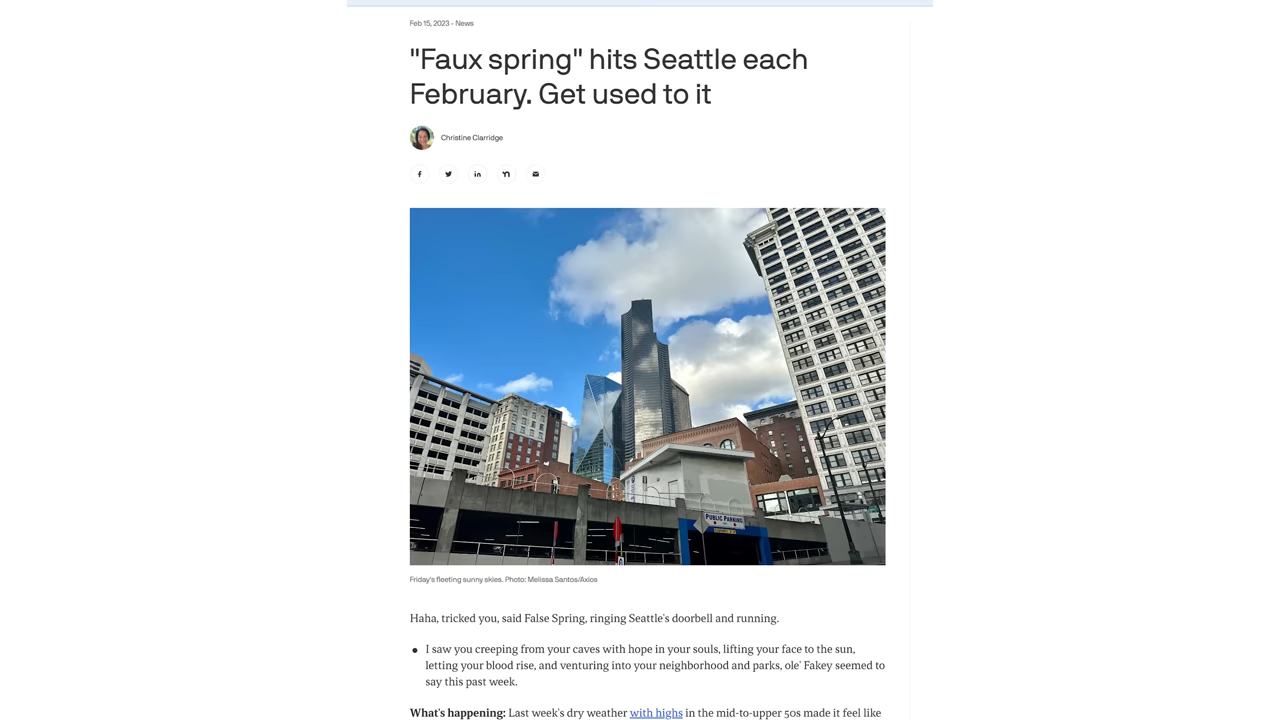 Feb 15, 2023 - News
"Faux spring" hits Seattle each
February. Get used to it
Christine Clarridge
PUBLIC PARKING
Friday's fleeting sunny skies. Photo: Melissa Santos/Axios
Haha, tricked you, said False Spring, ringing Seattle's doorbell and running.
• I saw you creeping from your caves with hope in your souls, lifting your face to the sun,
letting your blood rise, and venturing into your neighborhood and parks, ole' Fakey seemed to
say this past week.
What's happening: Last week's dry weather with highs in the mid-to-upper 50s made it feel like